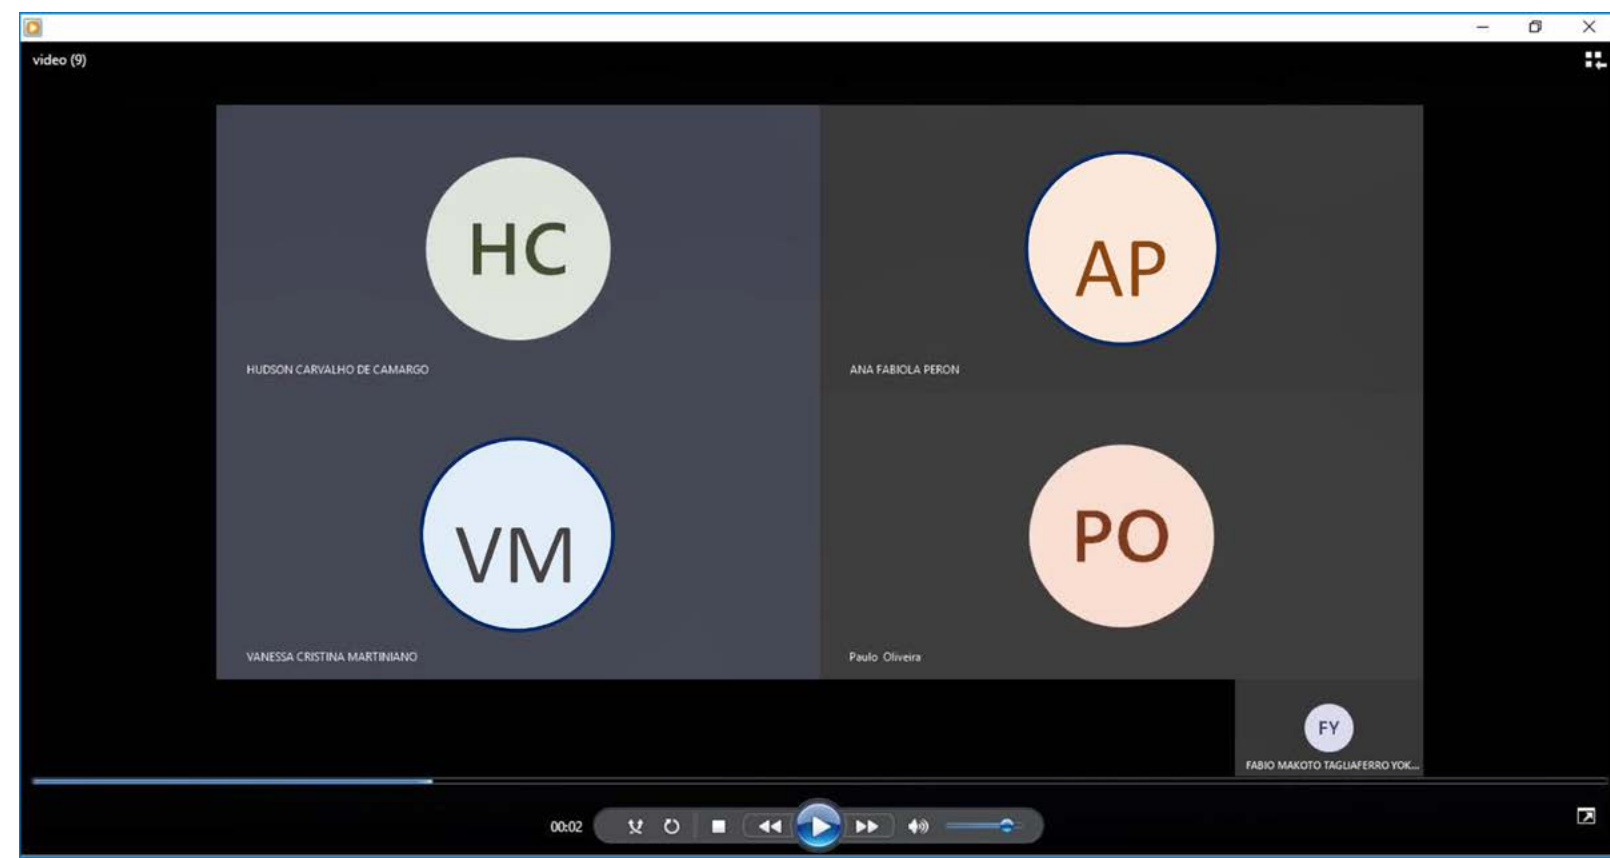 video (9)
HC
AP
HUDSON CARVALHO DE CAMARGO
ANA FABIOLA PERON
VM
PO
VANESSA CRISTINA MARTINIANO
Paulo Oliveira
FY
FABIO MAKOTO TAGLIAFERRO YOK...
00:02